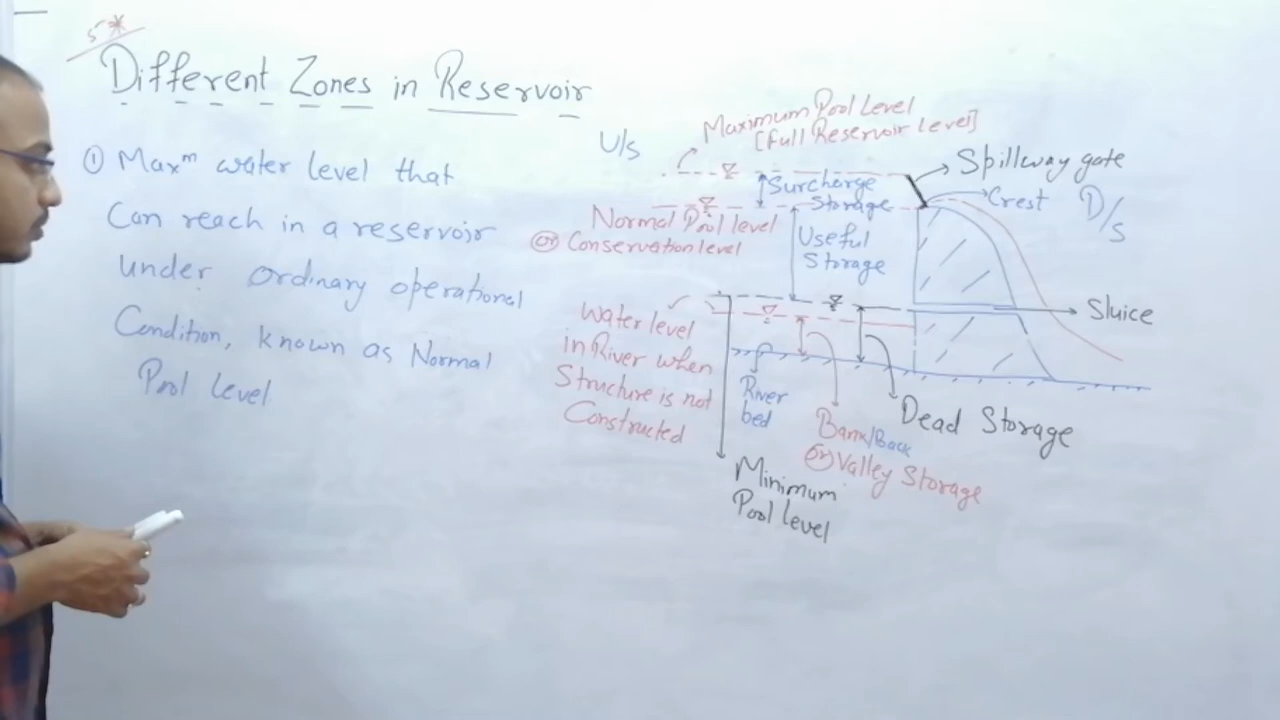 5*
Different Zones in Reservoir
① Maxᵐ water level that
Can reach in a reservoir
under ordinary operational
Condition, known as Normal
Pool Level
U/s
Maximum Pool Level
[Full Reservoir Level]
Spillway gate
Crest
D/s
Surcharge
Storage
Normal Pool level
(or) Conservation level
Useful
Storage
Sluice
Water level
in River when
Structure is not
Constructed
River
bed
Bank/Back
(or) Valley Storage
Dead Storage
Minimum
Pool level